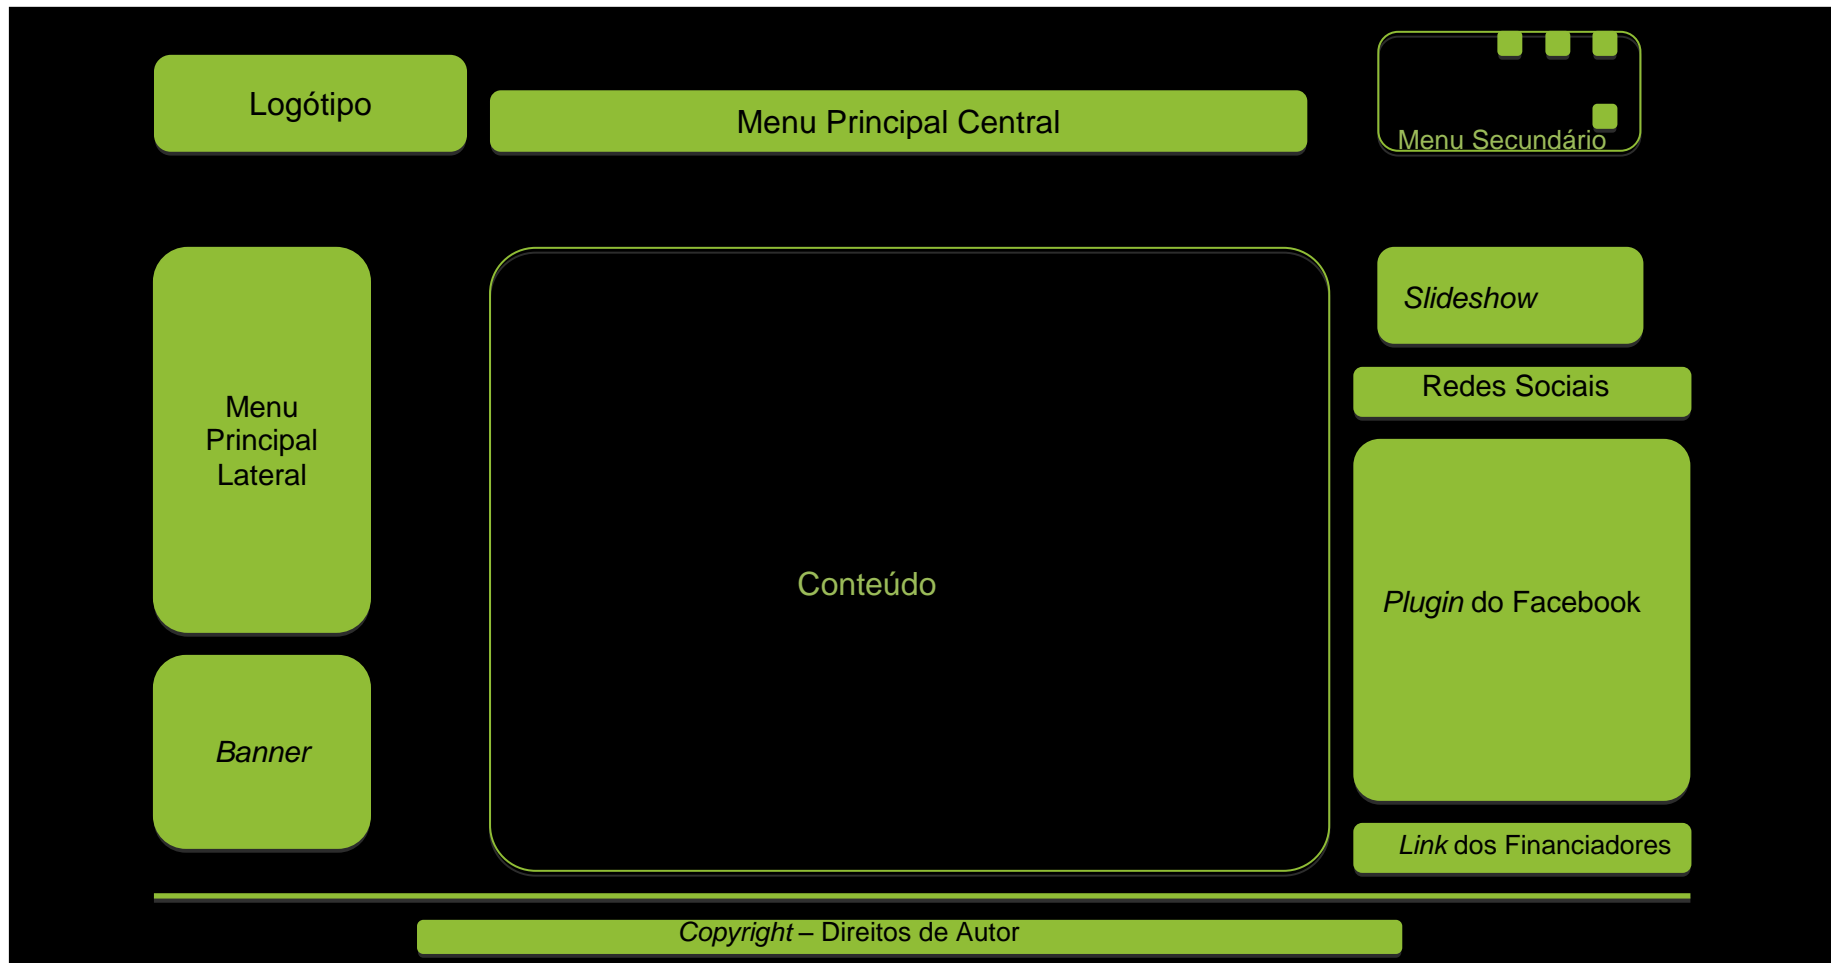 Logótipo
Menu Principal Central
Menu Secundário
Menu
Principal
Lateral
Banner
Conteúdo
Slideshow
Redes Sociais
Plugin do Facebook
Link dos Financiadores
Copyright – Direitos de Autor